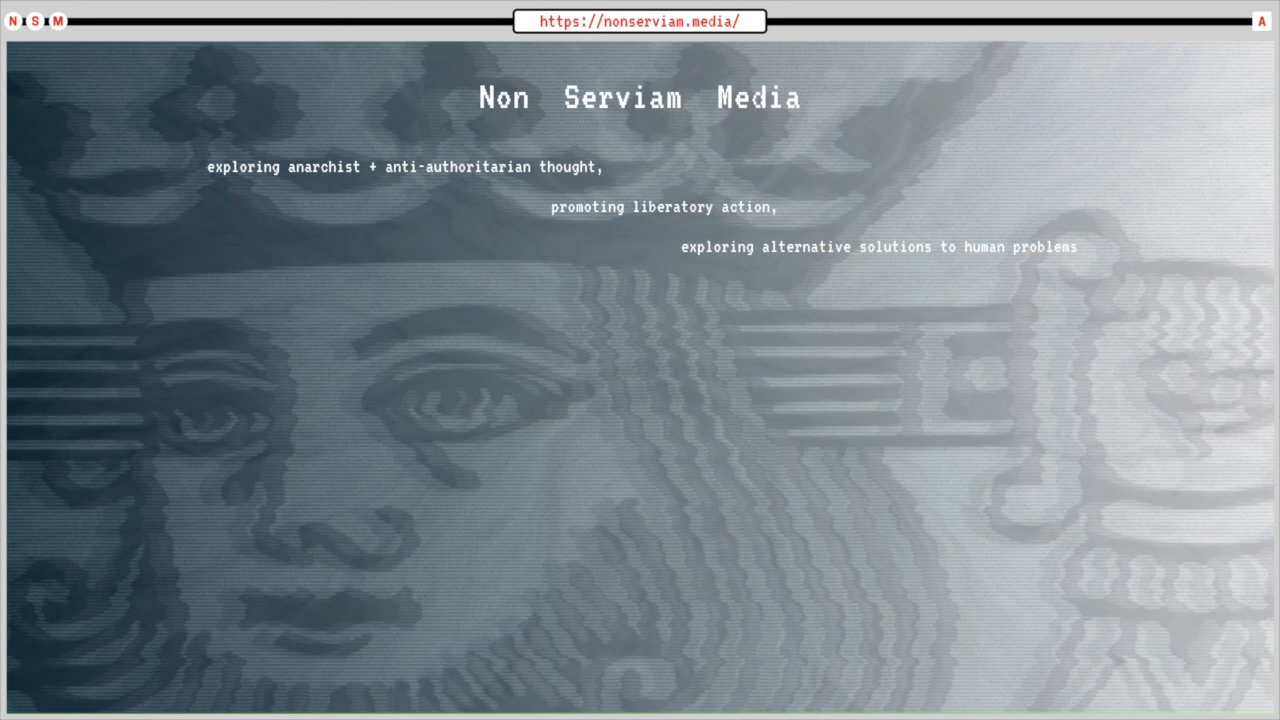 N S M
https://nonserviam.media/
A
Non Serviam Media
exploring anarchist + anti-authoritarian thought,
promoting liberatory action,
exploring alternative solutions to human problems